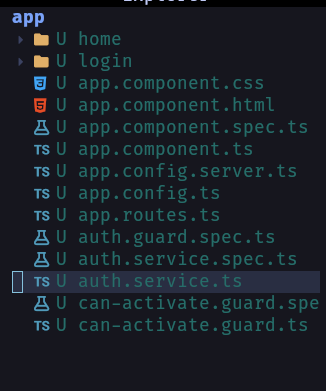 app
U home
U login
U app.component.css
U app.component.html
U app.component.spec.ts
TS U app.component.ts
TS U app.config.server.ts
TS U app.config.ts
TS U app.routes.ts
U auth.guard.spec.ts
U auth.service.spec.ts
TS U auth.service.ts
U can-activate.guard.spe
TS U can-activate.guard.ts